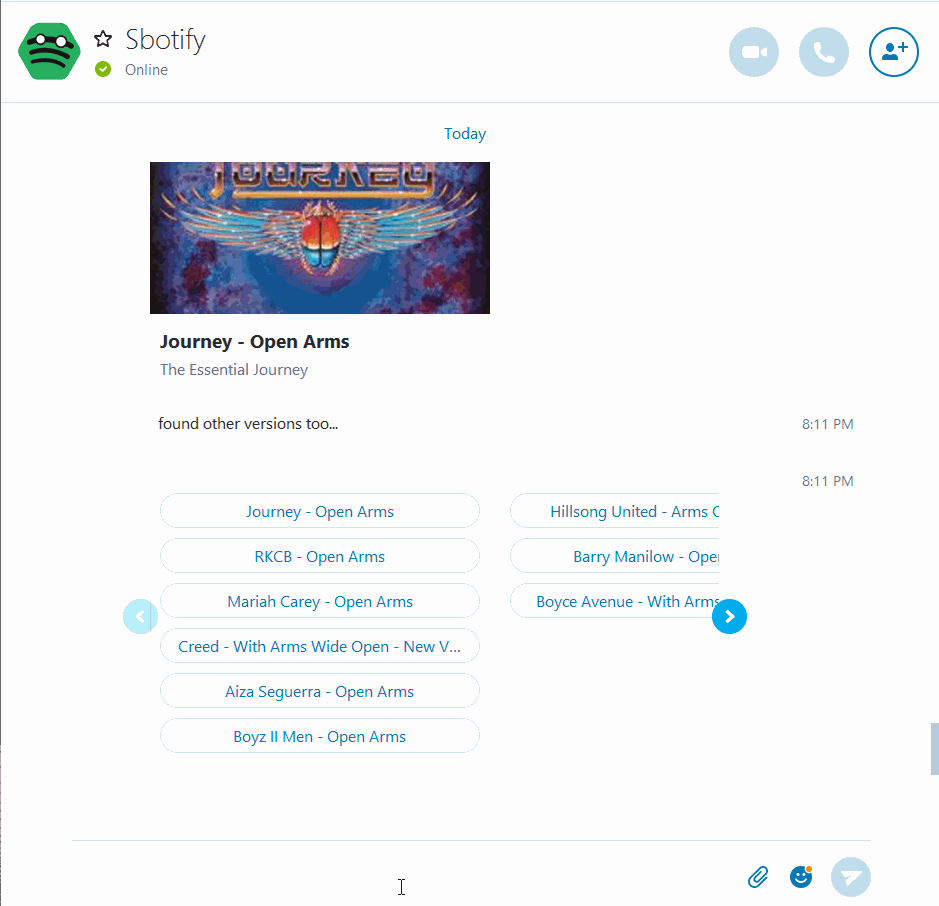 Sbotify
Online
Today
JOURNEY
Journey - Open Arms
The Essential Journey
found other versions too...
8:11 PM
8:11 PM
Journey - Open Arms
RKCB - Open Arms
Mariah Carey - Open Arms
Creed - With Arms Wide Open - New V...
Aiza Seguerra - Open Arms
Boyz II Men - Open Arms
Hillsong United - Arms
Barry Manilow - Ope
Boyce Avenue - With Arms